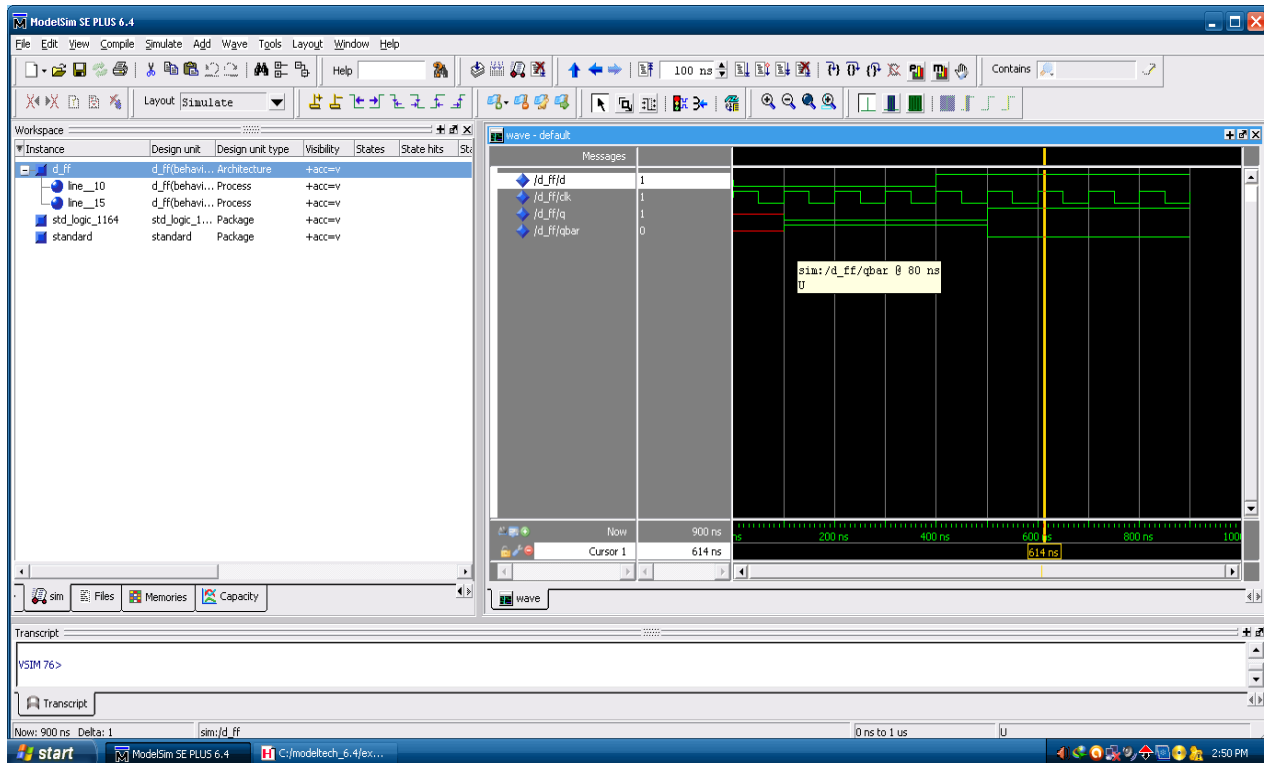 ModelSim SE PLUS 6.4
File Edit View Compile Simulate Add Wave Tools Layout Window Help
Help
100 ns
Contains
Layout Simulate
Workspace
Instance Design unit Design unit type Visibility States State hits
d_ff d_ff(behavi... Architecture +acc=v
line__10 d_ff(behavi... Process +acc=v
line__15 d_ff(behavi... Process +acc=v
std_logic_1164 std_logic_1... Package +acc=v
standard standard Package +acc=v
sim Files Memories Capacity
wave - default
Messages
/d_ff/d 1
/d_ff/clk 1
/d_ff/q 1
/d_ff/qbar 0
sim:/d_ff/qbar @ 80 ns
U
Now 900 ns
200 ns 400 ns 600 ns 800 ns
Cursor 1 614 ns
614 ns
wave
Transcript
VSIM 76>
Transcript
Now: 900 ns Delta: 1 sim:/d_ff 0 ns to 1 us U
start ModelSim SE PLUS 6.4 C:/modeltech_6.4/ex... 2:50 PM